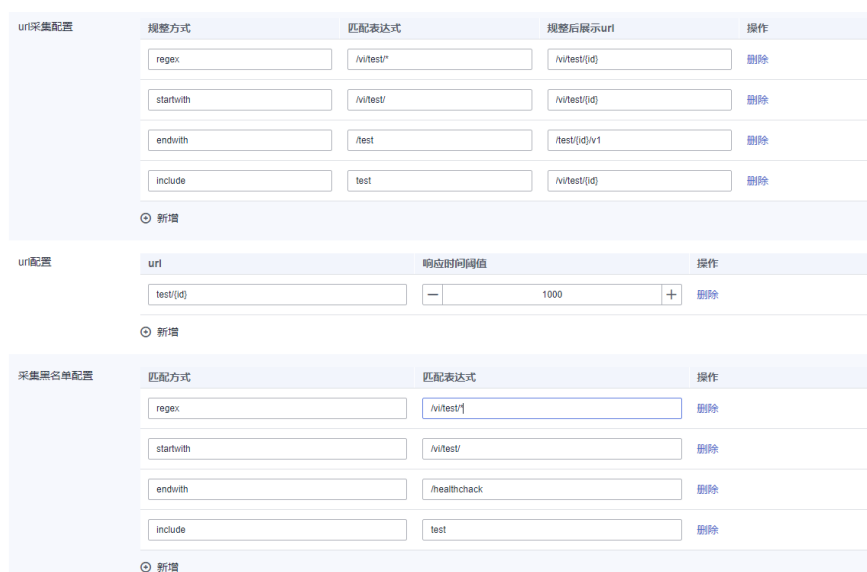 url采集配置
规整方式 匹配表达式 规整后展示url 操作
regex /vi/test/* /vi/test/{id} 删除
startwith /vi/test/ /vi/test/{id} 删除
endwith /test /test/{id}/v1 删除
include test /vi/test/{id} 删除
新增
url配置
url 响应时间阈值 操作
test/{id} 1000 删除
新增
采集黑名单配置
匹配方式 匹配表达式 操作
regex /vi/test/* 删除
startwith /vi/test/ 删除
endwith /healthchack 删除
include test 删除
新增